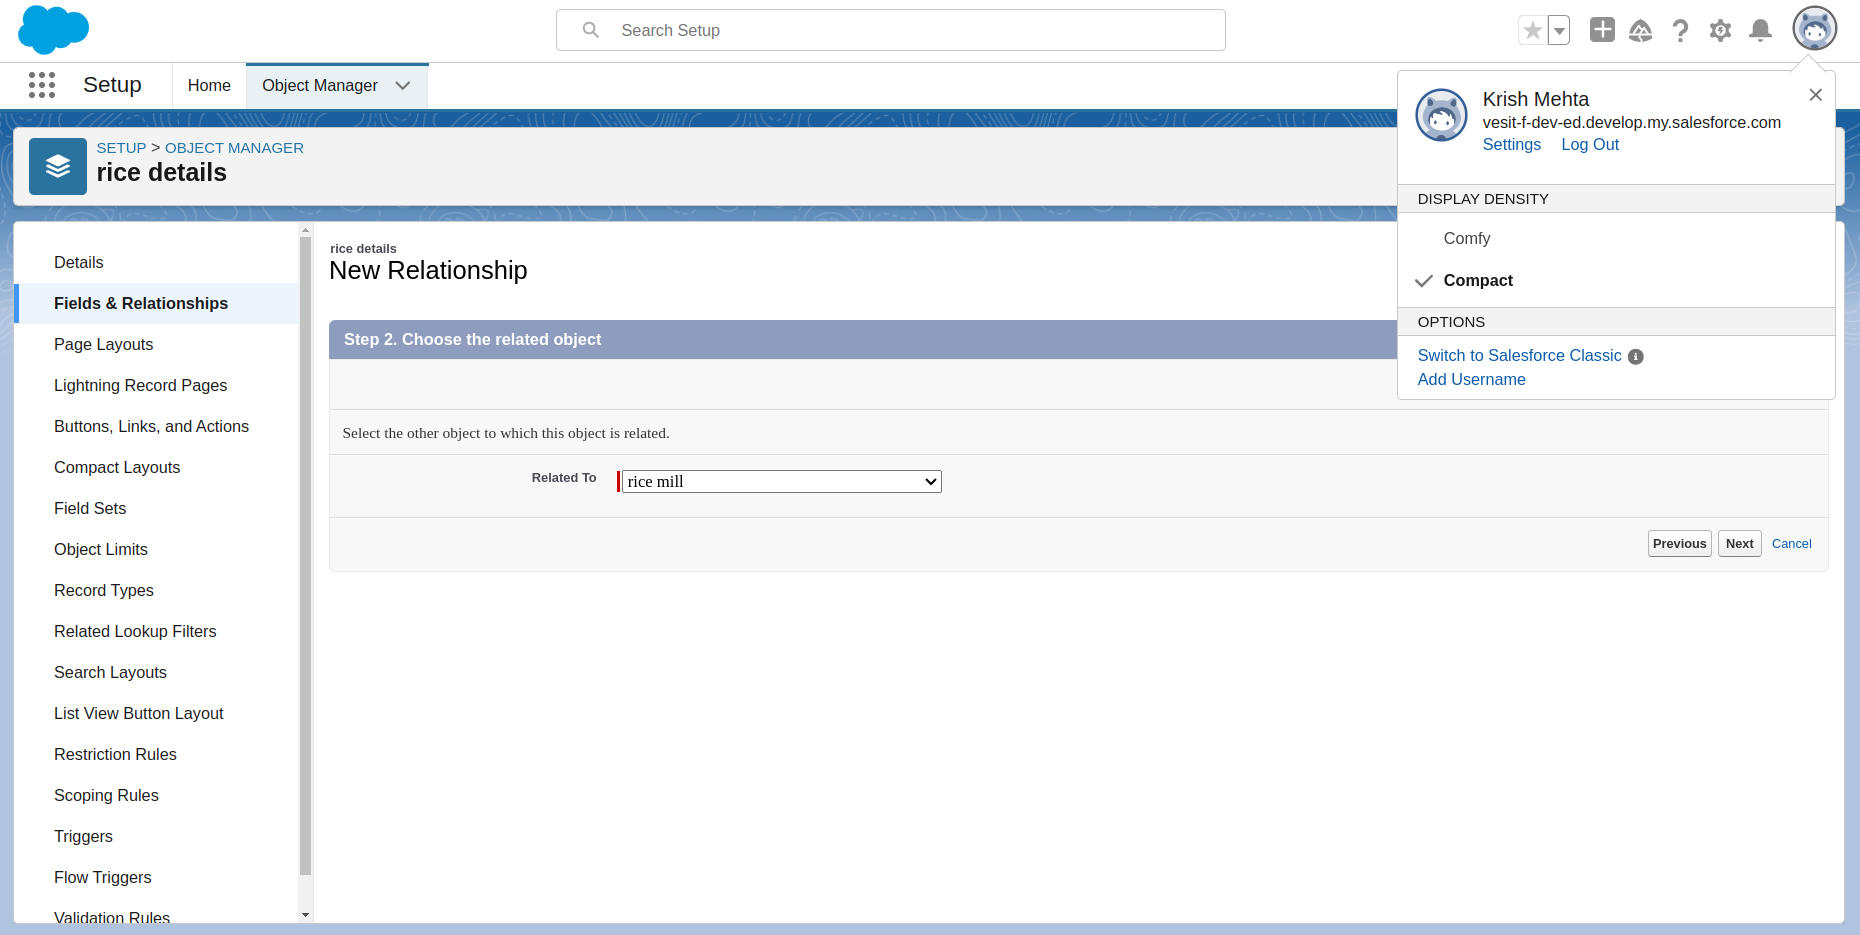 Search Setup
Setup
Home
Object Manager
SETUP > OBJECT MANAGER
rice details
Details
Fields & Relationships
Page Layouts
Lightning Record Pages
Buttons, Links, and Actions
Compact Layouts
Field Sets
Object Limits
Record Types
Related Lookup Filters
Search Layouts
List View Button Layout
Restriction Rules
Scoping Rules
Triggers
Flow Triggers
Validation Rules
rice details
New Relationship
Step 2. Choose the related object
Select the other object to which this object is related.
Related To
rice mill
Previous
Next
Cancel
Krish Mehta
vesit-f-dev-ed.develop.my.salesforce.com
Settings
Log Out
DISPLAY DENSITY
Comfy
Compact
OPTIONS
Switch to Salesforce Classic
Add Username